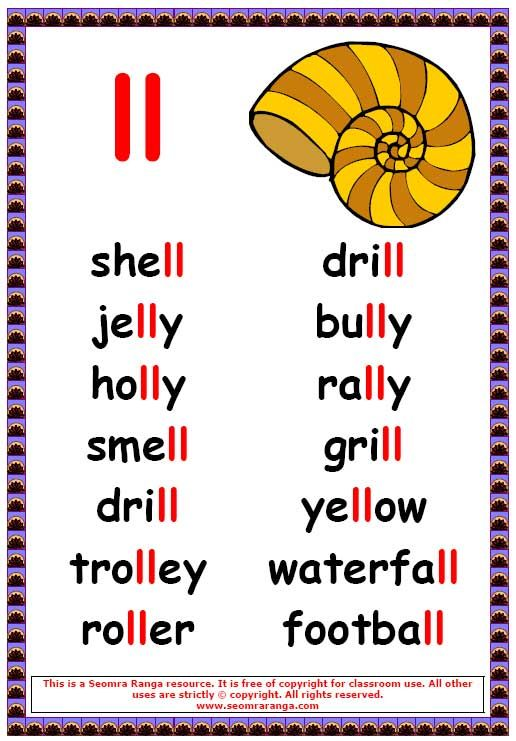 ll
shell drill
jelly bully
holly rally
smell grill
drill yellow
trolley waterfall
roller football
This is a Seomra Ranga resource. It is free of copyright for classroom use. All other
uses are strictly © copyright. All rights reserved.
www.seomraranga.com